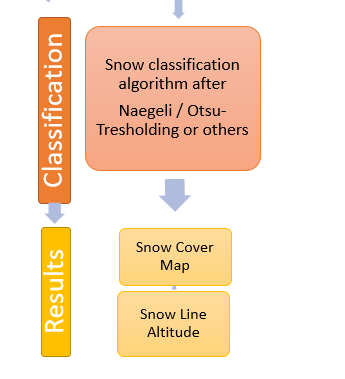 Classification
Snow classification
algorithm after
Naegeli / Otsu-
Tresholding or others
Results
Snow Cover
Map
Snow Line
Altitude